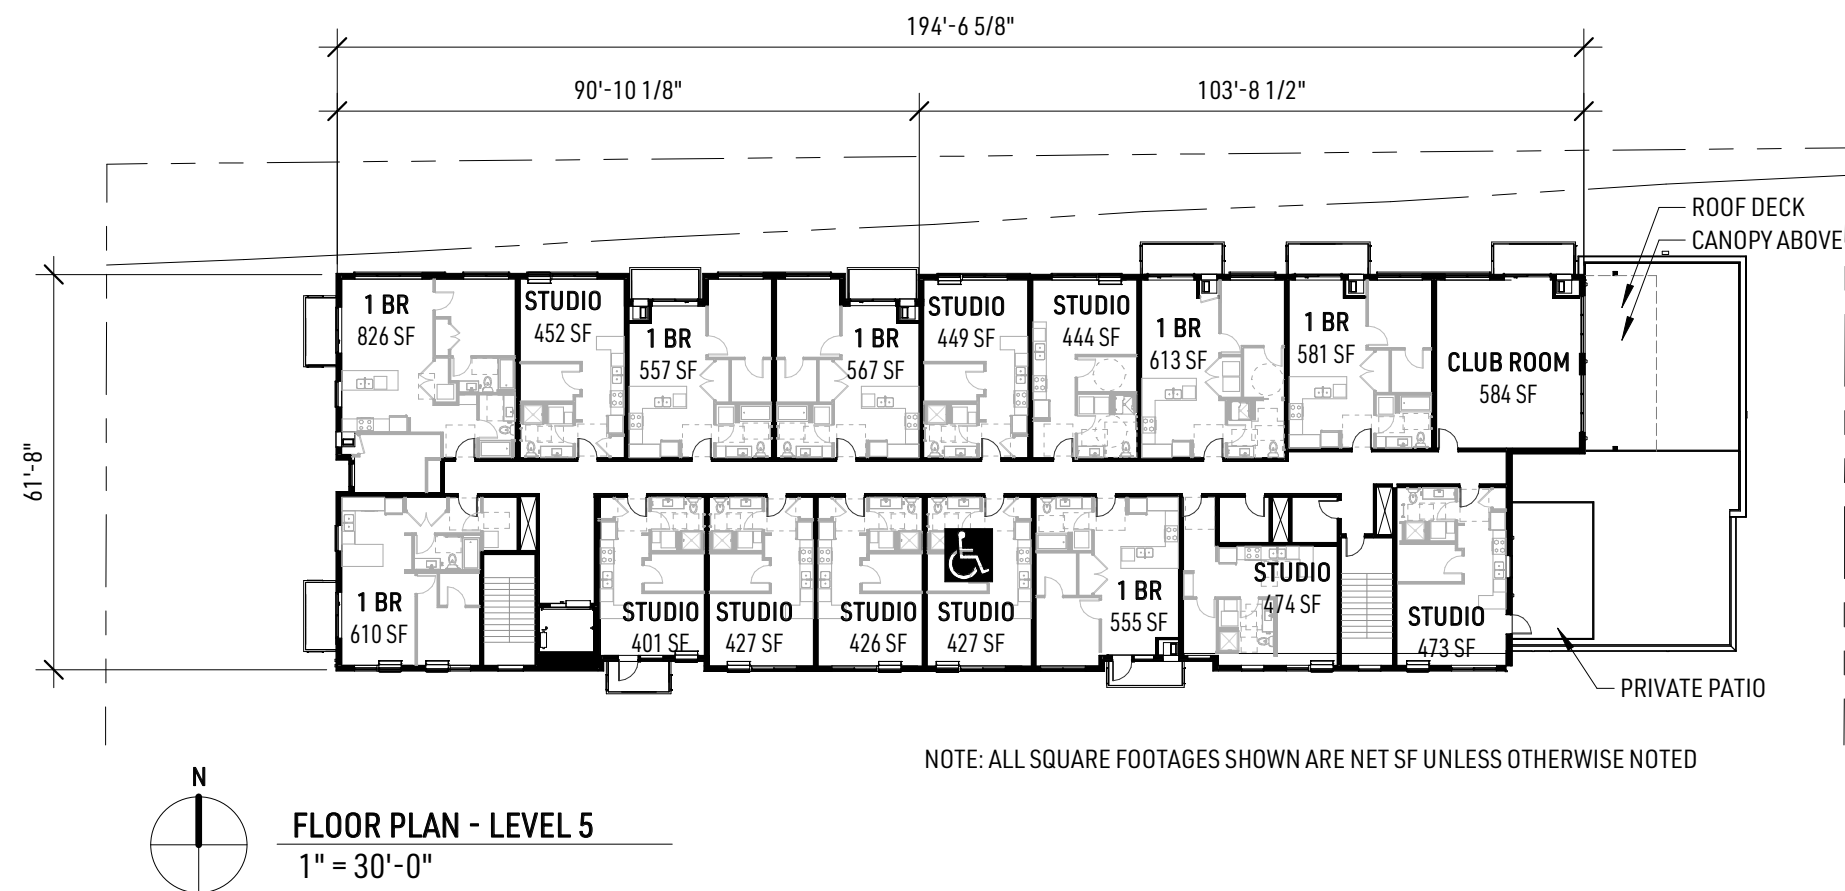 194'-6 5/8"
90'-10 1/8"
103'-8 1/2"
ROOF DECK
CANOPY ABOVE
61'-8"
1 BR
826 SF
STUDIO
452 SF
1 BR
557 SF
1 BR
567 SF
STUDIO
449 SF
STUDIO
444 SF
1 BR
613 SF
1 BR
581 SF
CLUB ROOM
584 SF
1 BR
610 SF
STUDIO
401 SF
STUDIO
427 SF
STUDIO
426 SF
STUDIO
427 SF
1 BR
555 SF
STUDIO
474 SF
STUDIO
473 SF
PRIVATE PATIO
NOTE: ALL SQUARE FOOTAGES SHOWN ARE NET SF UNLESS OTHERWISE NOTED
N
FLOOR PLAN - LEVEL 5
1" = 30'-0"